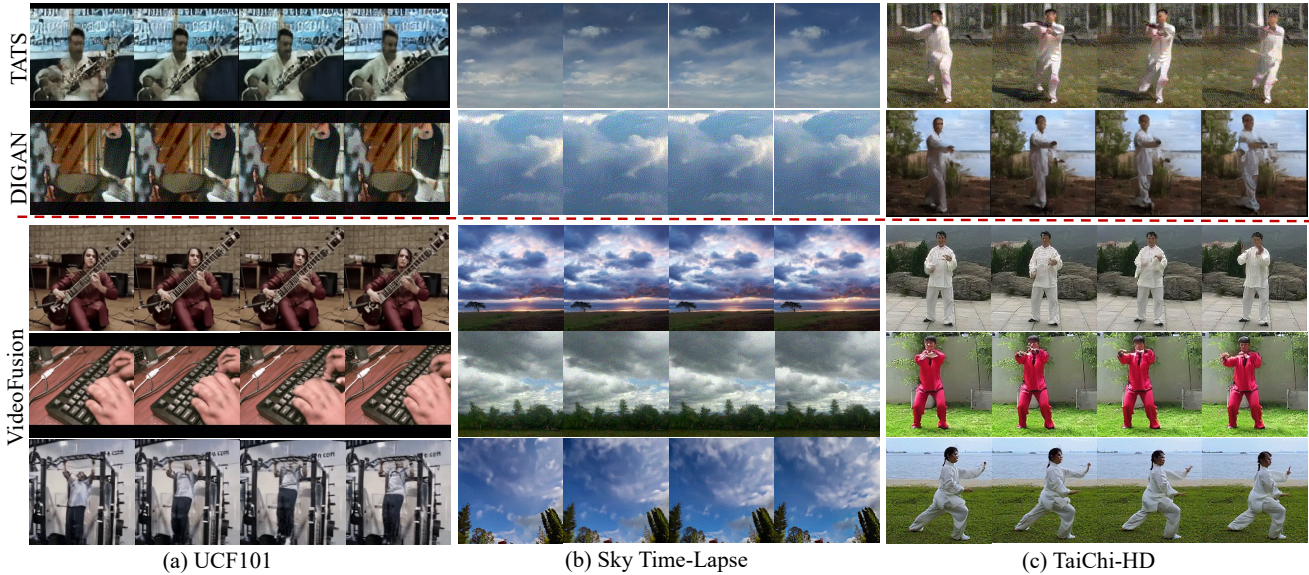 TATS
DIGAN
VideoFusion
(a) UCF101
(b) Sky Time-Lapse
(c) TaiChi-HD